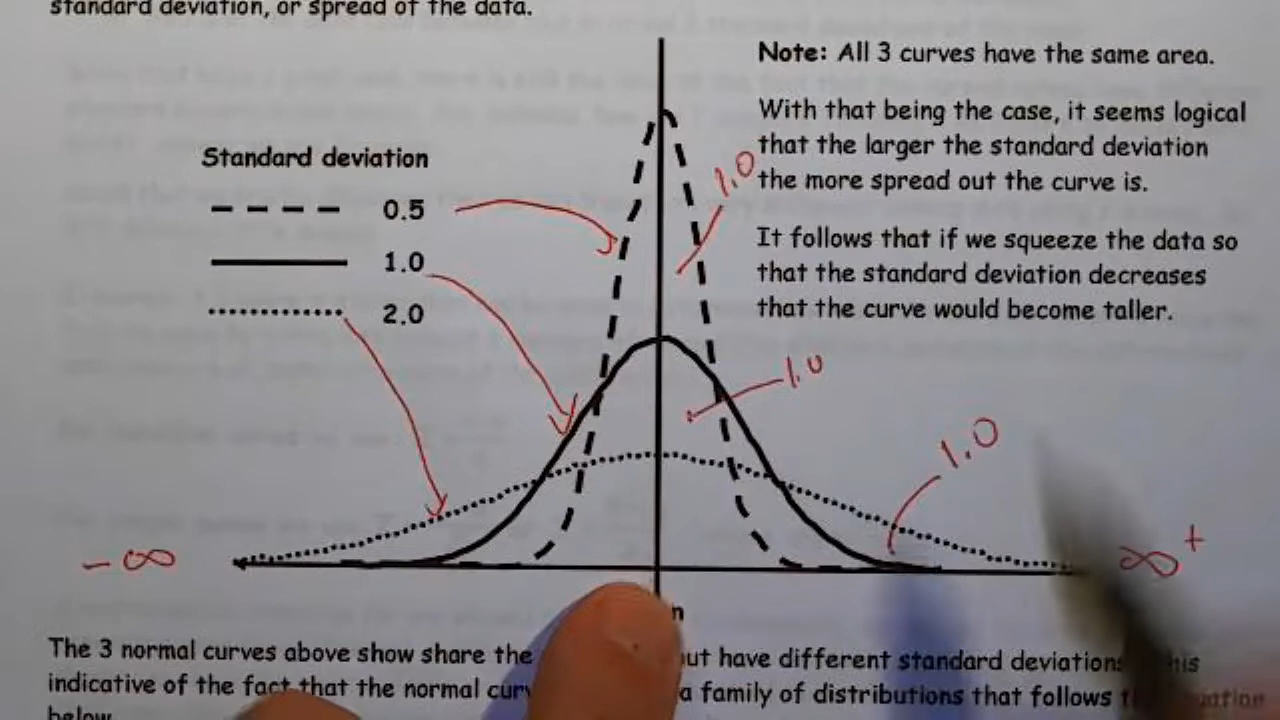 standard deviation, or spread of the data.
Note: All 3 curves have the same area.
With that being the case, it seems logical
that the larger the standard deviation
the more spread out the curve is.
It follows that if we squeeze the data so
that the standard deviation decreases
that the curve would become taller.
Standard deviation
0.5
1.0
2.0
1.0
1.0
1.0
-∞
∞+
The 3 normal curves above show share the have different standard deviations
indicative of the fact that the normal a family of distributions that follows
below